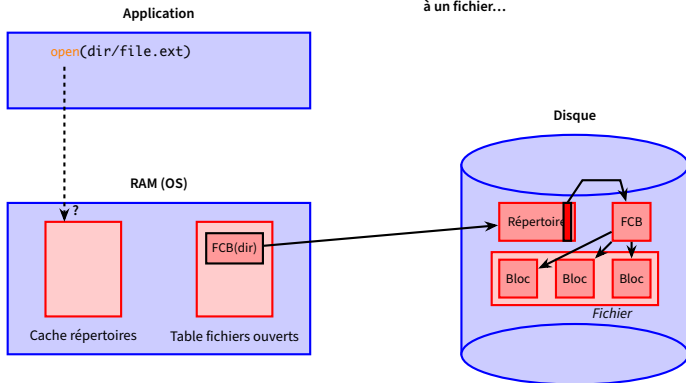 à un fichier...
Application
open(dir/file.ext)
Disque
RAM (OS)
?
Répertoire
FCB
FCB(dir)
Bloc
Bloc
Bloc
Fichier
Cache répertoires
Table fichiers ouverts